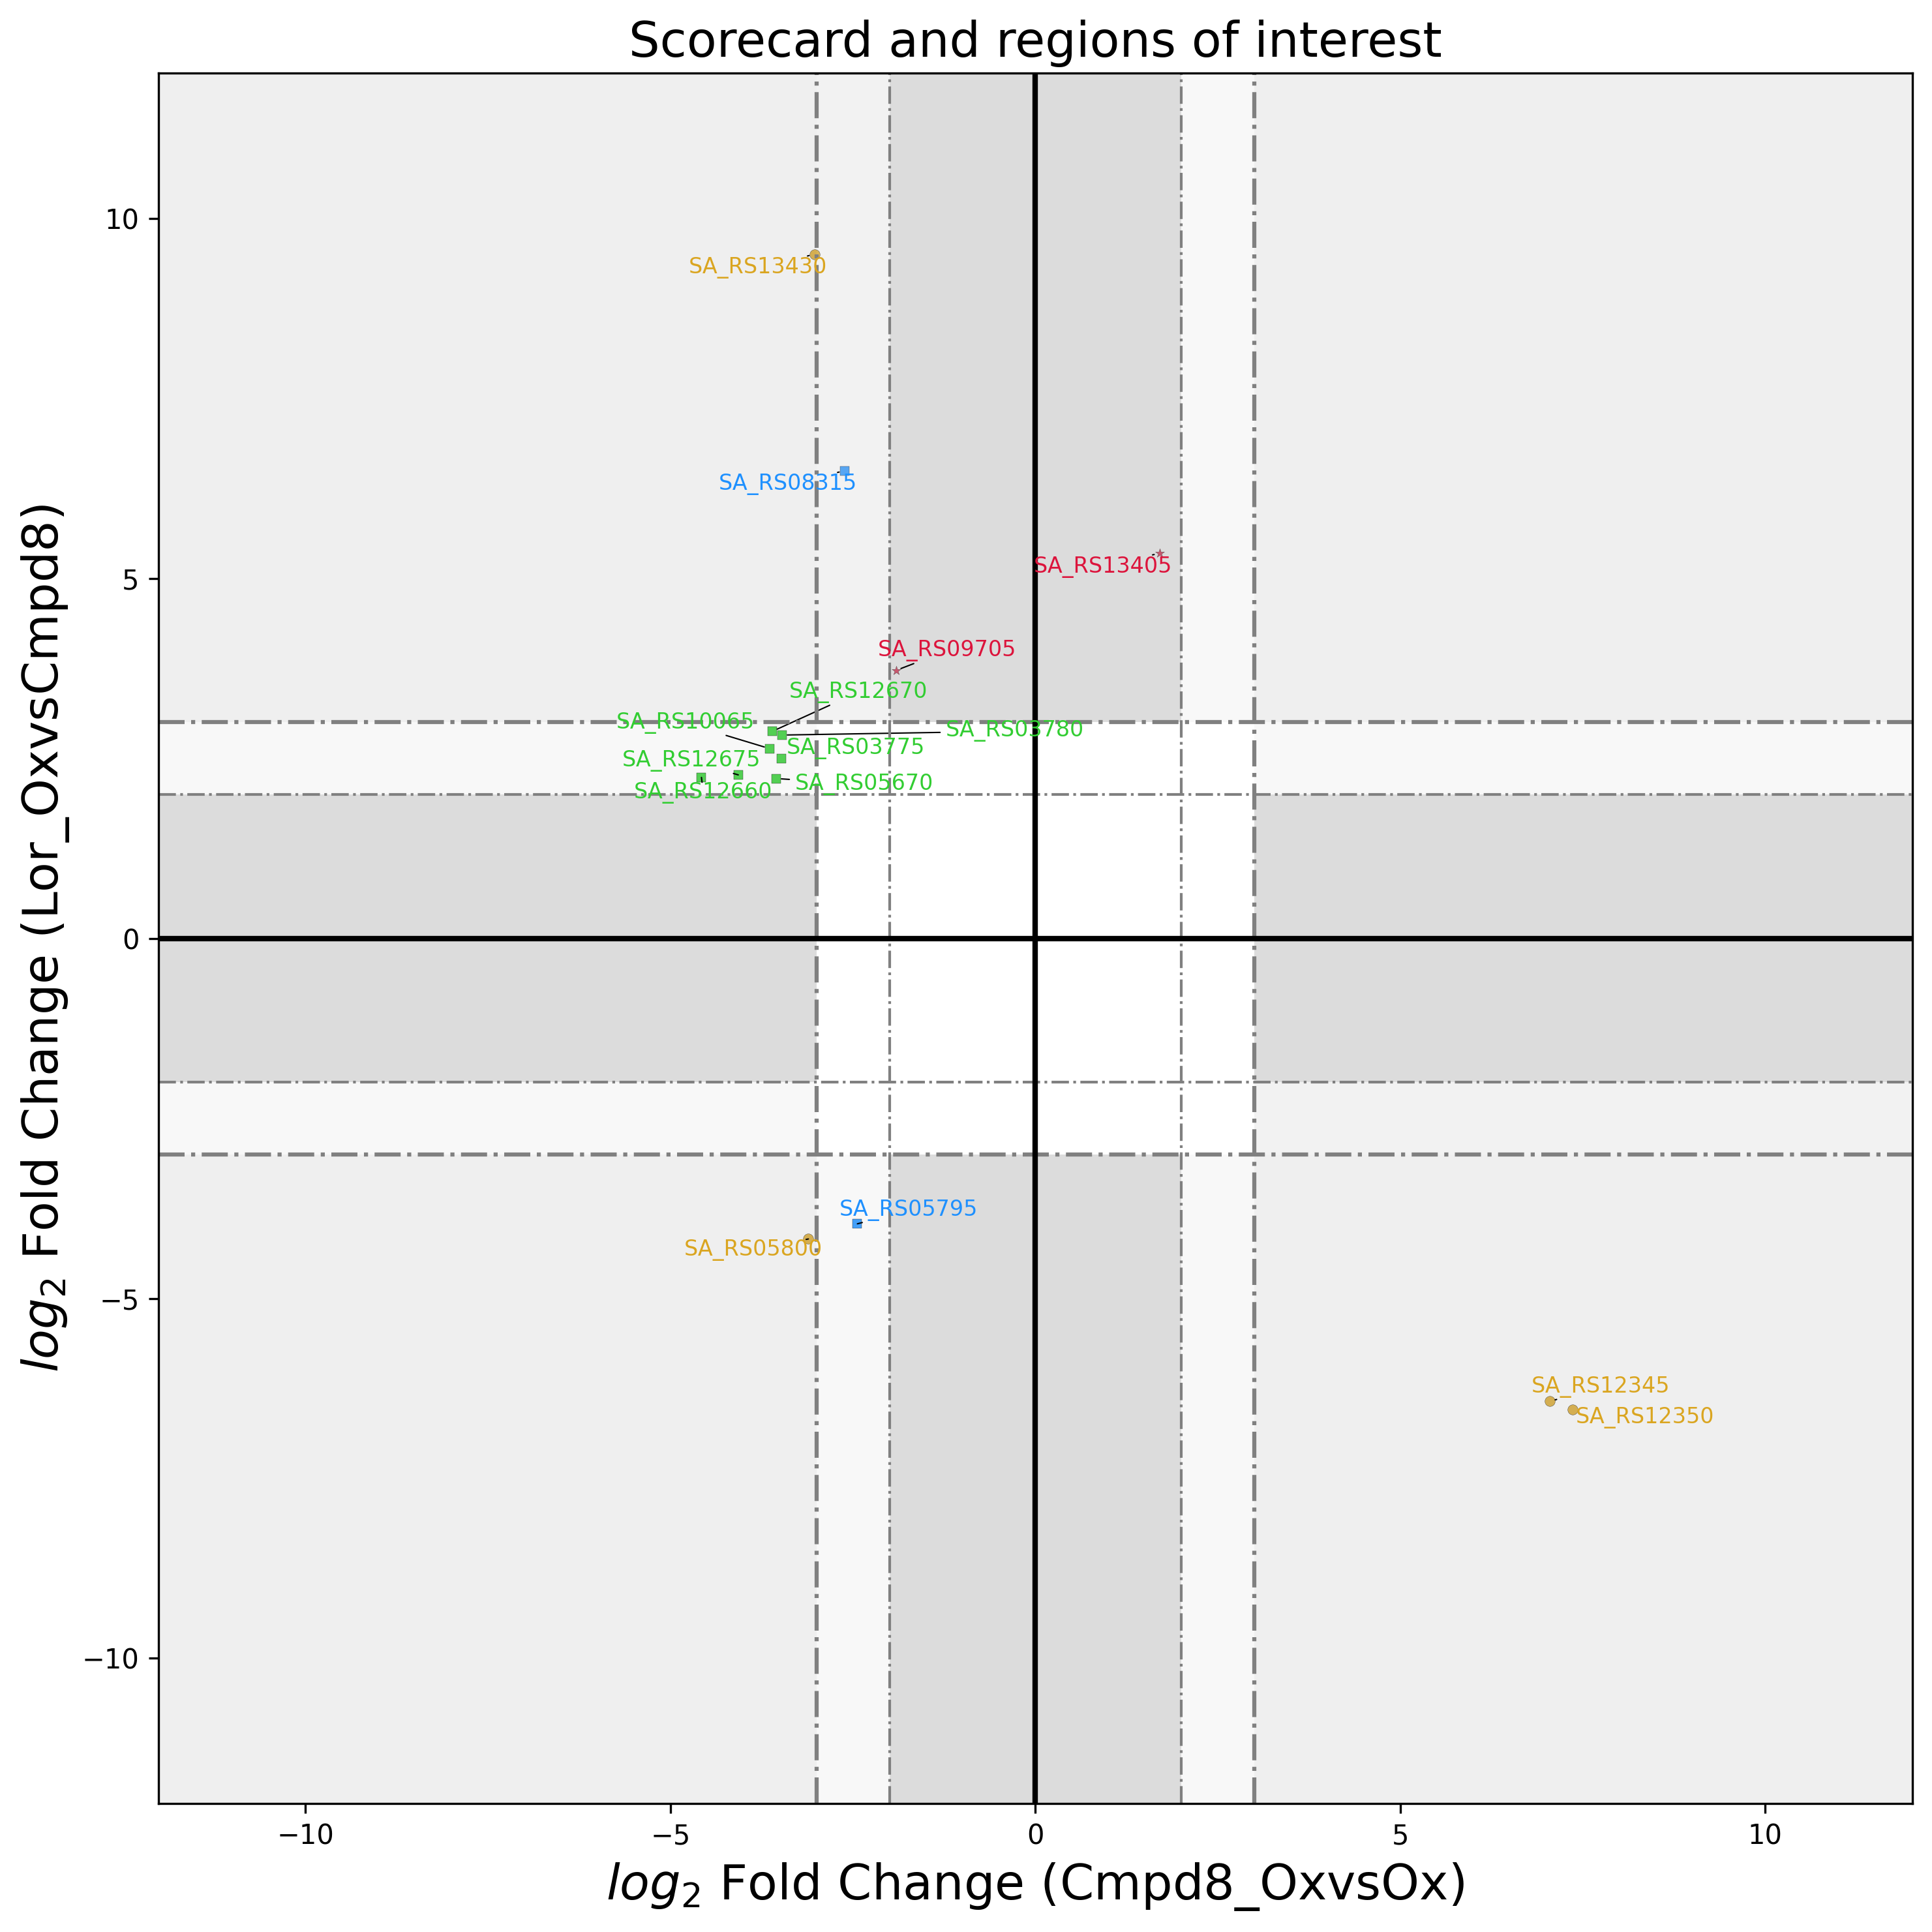 Scorecard and regions of interest
log₂ Fold Change (Lor_OxvsCmpd8)
10
5
0
−5
−10
SA_RS13430
SA_RS08315
SA_RS13405
SA_RS09705
SA_RS12670
SA_RS10065
SA_RS03780
SA_RS03775
SA_RS12675
SA_RS05670
SA_RS12660
SA_RS05795
SA_RS05800
SA_RS12345
SA_RS12350
−10
−5
0
5
10
log₂ Fold Change (Cmpd8_OxvsOx)